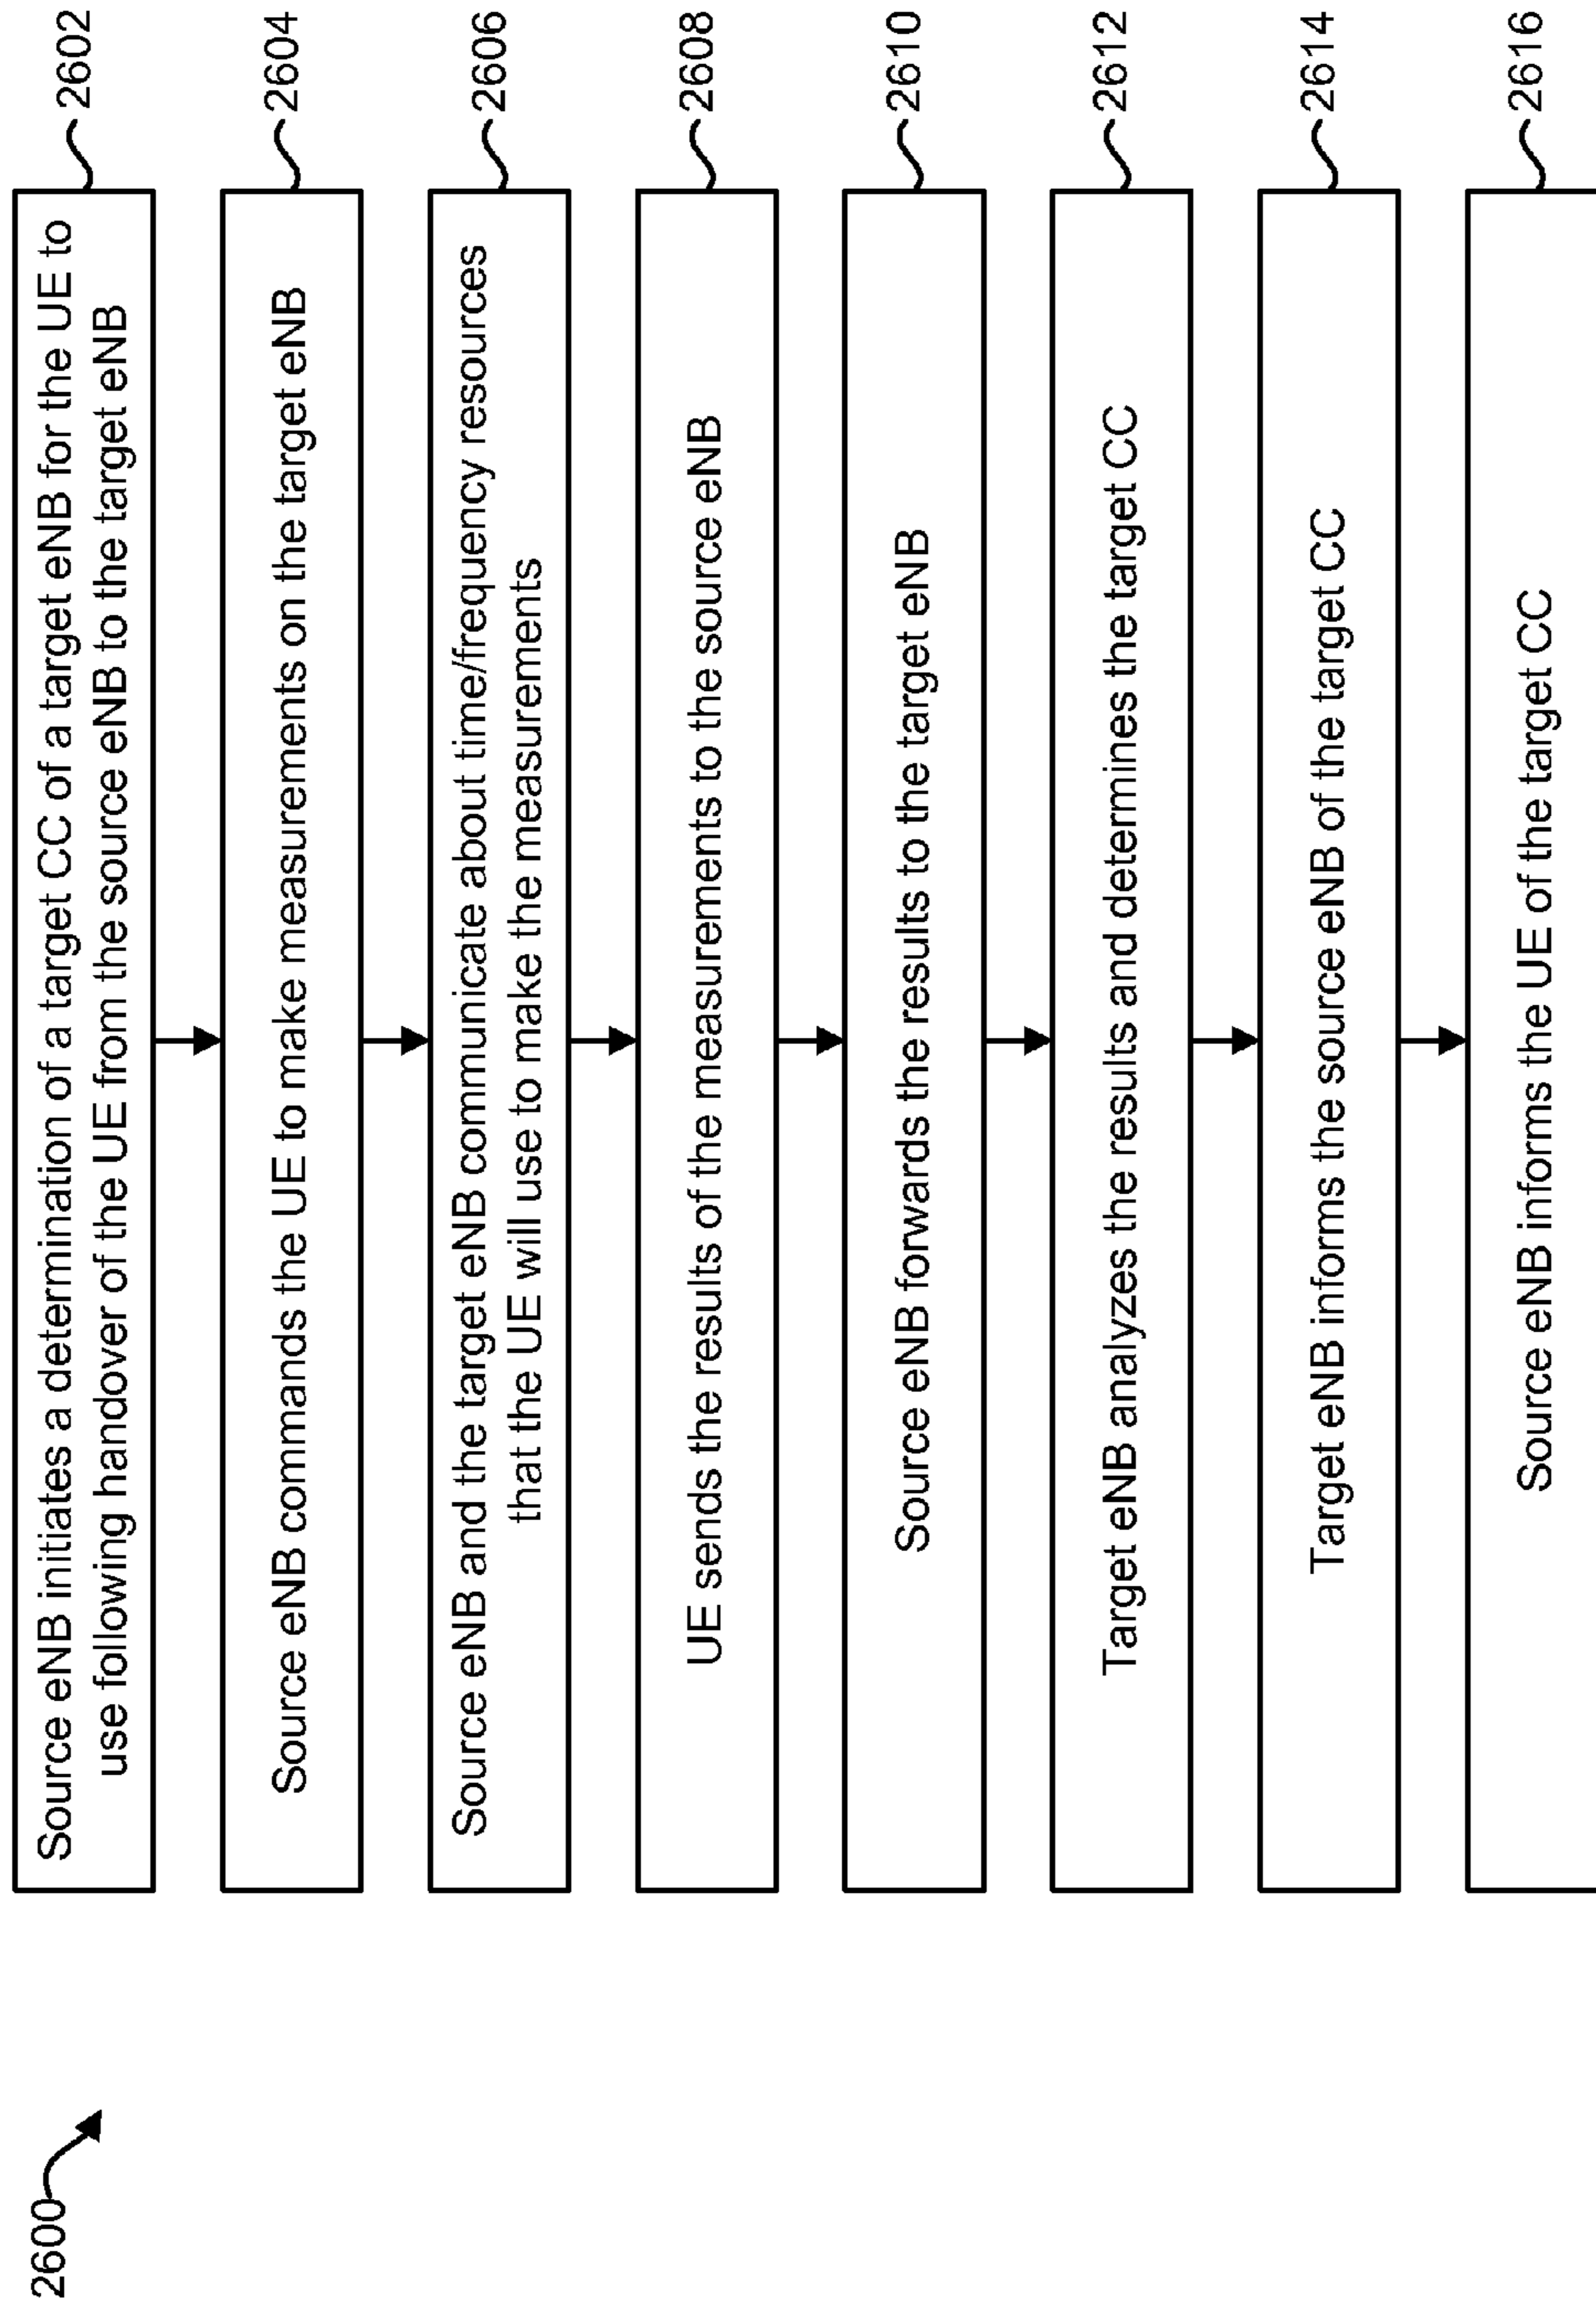 2600
Source eNB initiates a determination of a target CC of a target eNB for the UE to
use following handover of the UE from the source eNB to the target eNB
2602
Source eNB commands the UE to make measurements on the target eNB
2604
Source eNB and the target eNB communicate about time/frequency resources
that the UE will use to make the measurements
2606
UE sends the results of the measurements to the source eNB
2608
Source eNB forwards the results to the target eNB
2610
Target eNB analyzes the results and determines the target CC
2612
Target eNB informs the source eNB of the target CC
2614
Source eNB informs the UE of the target CC
2616